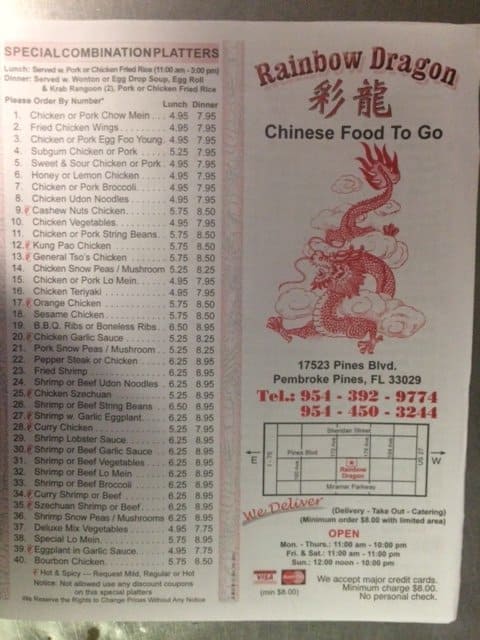 SPECIAL COMBINATION PLATTERS
Lunch: Served w. Pork or Chicken Fried Rice (11:00 am - 3:00 pm)
Dinner: Served w. Wonton or Egg Drop Soup, Egg Roll
& Krab Rangoon (2), Pork or Chicken Fried Rice
Please Order By Number* Lunch Dinner
1. Chicken or Pork Chow Mein . . . 4.95 7.95
2. Fried Chicken Wings . . . 4.95 7.95
3. Chicken or Pork Egg Foo Young . 4.95 7.95
4. Subgum Chicken or Pork . . . 5.25 7.95
5. Sweet & Sour Chicken or Pork . 4.95 7.95
6. Honey or Lemon Chicken . . . 4.95 7.95
7. Chicken or Pork Broccoli . . . 4.95 7.95
8. Chicken Udon Noodles . . . 4.95 7.95
9. Cashew Nuts Chicken . . . 5.75 8.50
10. Chicken Vegetables . . . 4.95 7.95
11. Chicken or Pork String Beans . . 5.75 8.50
12. Kung Pao Chicken . . . 5.75 8.50
13. General Tso's Chicken . . . 5.75 8.50
14. Chicken Snow Peas / Mushroom 5.25 8.25
15. Chicken or Pork Lo Mein . . . 4.95 7.95
16. Chicken Teriyaki . . . 4.95 7.95
17. Orange Chicken . . . 5.75 8.50
18. Sesame Chicken . . . 5.75 8.50
19. B.B.Q. Ribs or Boneless Ribs . . 6.50 8.95
20. Chicken Garlic Sauce . . . 5.25 8.25
21. Pork Snow Peas / Mushroom . . 5.25 8.25
22. Pepper Steak or Chicken . . . 6.25 8.95
23. Fried Shrimp . . . 6.25 8.95
24. Shrimp or Beef Udon Noodles . 6.25 8.95
25. Chicken Szechuan . . . 5.25 8.95
26. Shrimp or Beef String Beans . . 6.50 8.95
27. Shrimp w. Garlic Eggplant . . . 6.25 8.95
28. Curry Chicken . . . 5.25 7.95
29. Shrimp Lobster Sauce . . . 6.25 8.95
30. Shrimp or Beef Garlic Sauce . . 6.25 8.95
31. Shrimp or Beef Vegetables . . . 6.25 8.95
32. Shrimp or Beef Lo Mein . . . 6.25 8.95
33. Shrimp or Beef Broccoli . . . 6.25 8.95
34. Curry Shrimp or Beef . . . 6.25 8.95
35. Szechuan Shrimp or Beef . . . 6.25 8.95
36. Shrimp Snow Peas / Mushrooms 6.25 8.95
37. Deluxe Mix Vegetables . . . 4.95 7.75
38. Special Lo Mein . . . 5.25 8.95
39. Eggplant in Garlic Sauce . . . 4.95 7.75
40. Bourbon Chicken . . . 5.75 8.50
Hot & Spicy --- Request Mild, Regular or Hot
Notice: Not allowed use any discount coupons
on this special platters
We Reserve the Rights to Change Prices Without Any Notice
Rainbow Dragon
彩龍
Chinese Food To Go
17523 Pines Blvd.
Pembroke Pines, FL 33029
Tel.: 954 - 392 - 9774
954 - 450 - 3244
Sheridan Street
Pines Blvd
I - 75
US 27
E
W
Rainbow Dragon
Miramar Parkway
We Deliver
(Delivery - Take Out - Catering)
(Minimum order $8.00 with limited area)
OPEN
Mon. - Thurs.: 11:00 am - 10:00 pm
Fri. & Sat.: 11:00 am - 11:00 pm
Sun.: 12:00 noon - 10:00 pm
VISA MasterCard
(min $8.00)
We accept major credit cards.
Minimum charge $8.00.
No personal check.